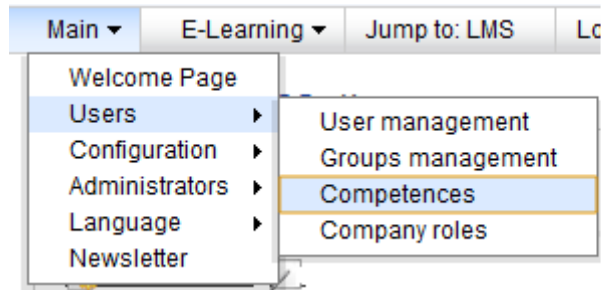 Main E-Learning Jump to: LMS
Welcome Page
Users
Configuration
Administrators
Language
Newsletter
User management
Groups management
Competences
Company roles